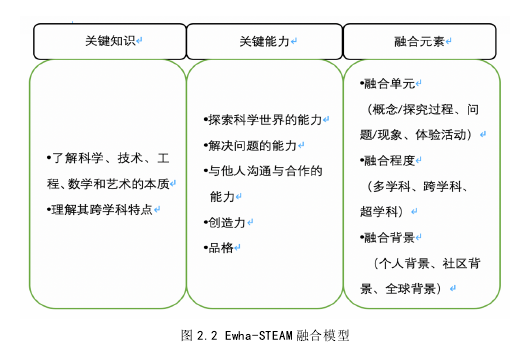 关键知识
关键能力
融合元素
•了解科学、技术、工
程、数学和艺术的本质
•理解其跨学科特点
•探索科学世界的能力
•解决问题的能力
•与他人沟通与合作的
能力
•创造力
•品格
•融合单元
（概念/探究过程、问
题/现象、体验活动）
•融合程度
（多学科、跨学科、
超学科）
•融合背景
（个人背景、社区背
景、全球背景）
图 2.2 Ewha-STEAM 融合模型